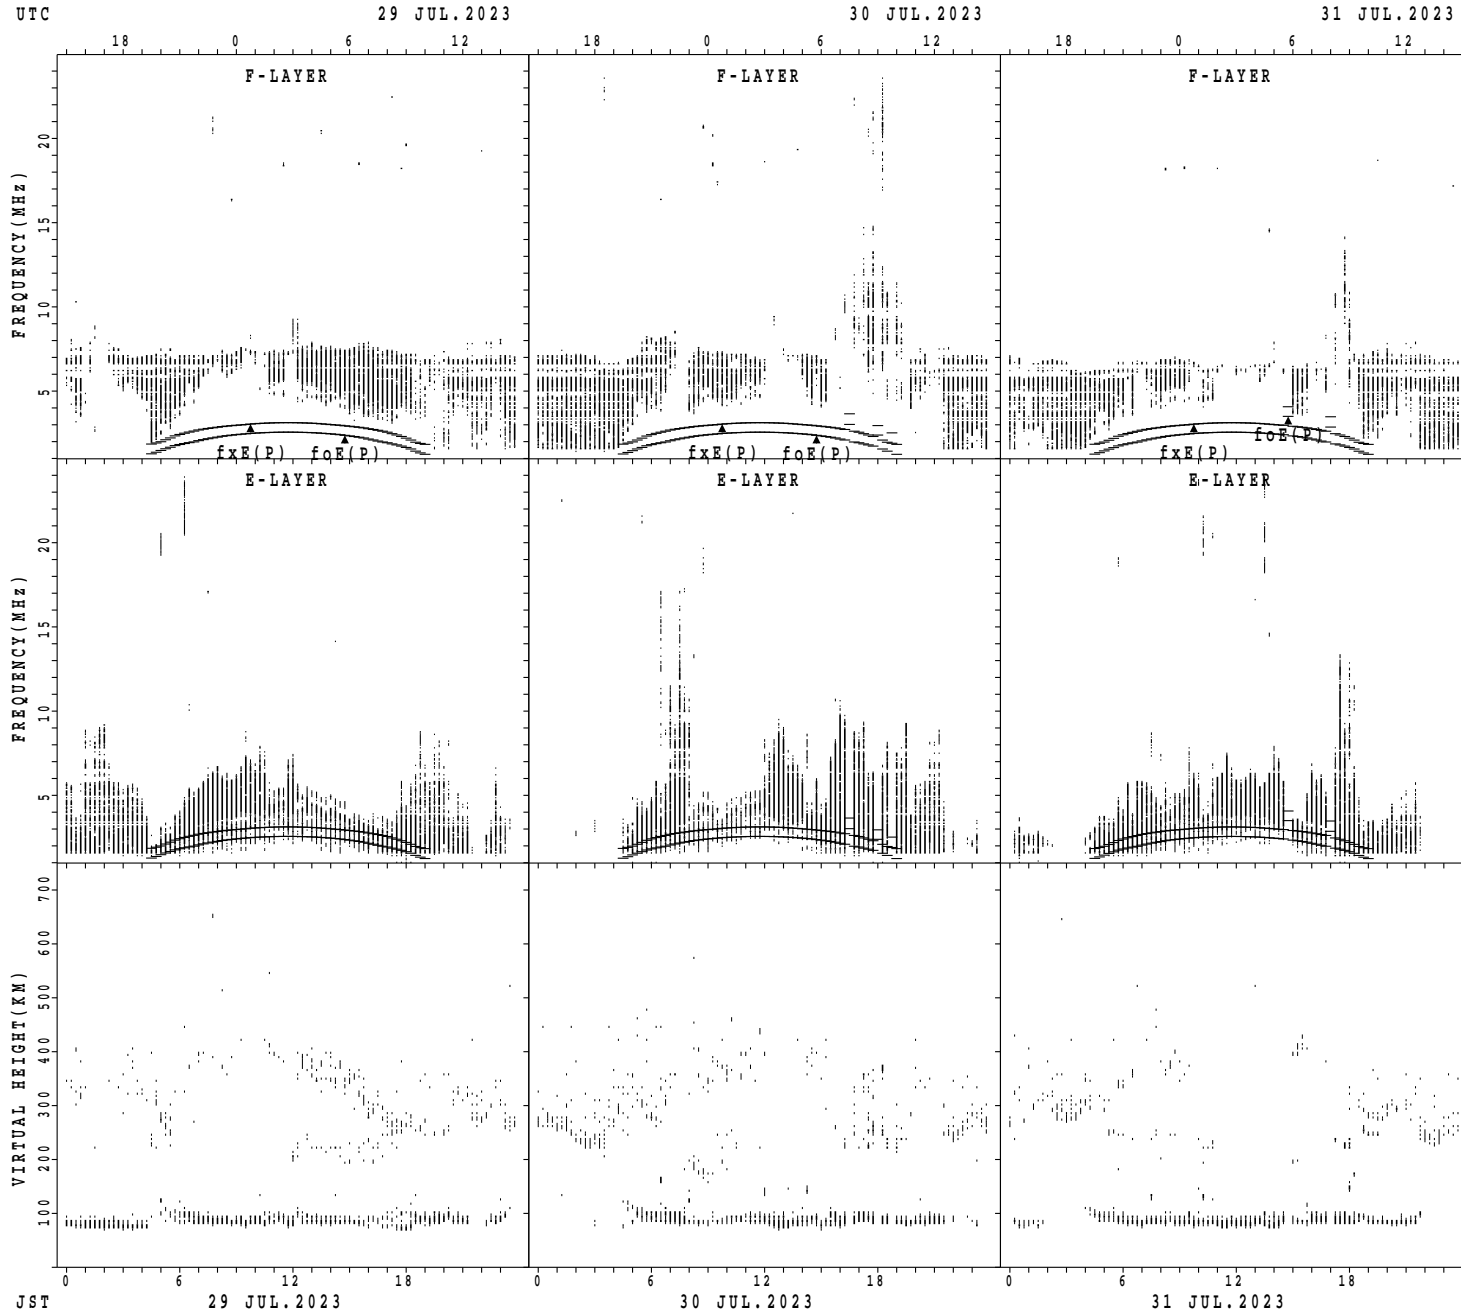 UTC 29 JUL.2023 30 JUL.2023 31 JUL.2023
18 0 6 12 18 0 6 12 18 0 6 12
F-LAYER F-LAYER F-LAYER
FREQUENCY(MHz)
20
15
10
5
fxE(P) foE(P) fxE(P) foE(P) fxE(P) foE(P)
E-LAYER E-LAYER E-LAYER
FREQUENCY(MHz)
20
15
10
5
VIRTUAL HEIGHT(KM)
700
600
500
400
300
200
100
0 6 12 18 0 6 12 18 0 6 12 18
JST 29 JUL.2023 30 JUL.2023 31 JUL.2023